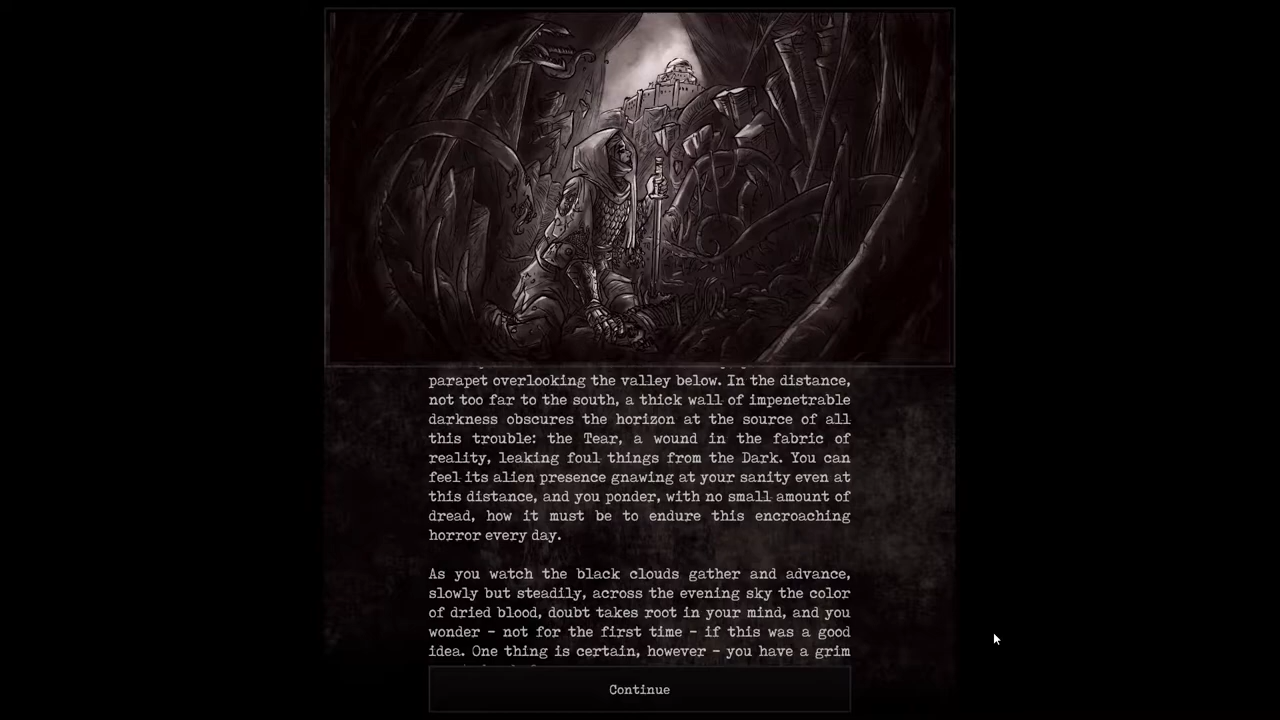 parapet overlooking the valley below. In the distance,
not too far to the south, a thick wall of impenetrable
darkness obscures the horizon at the source of all
this trouble: the Tear, a wound in the fabric of
reality, leaking foul things from the Dark. You can
feel its alien presence gnawing at your sanity even at
this distance, and you ponder, with no small amount of
dread, how it must be to endure this encroaching
horror every day.
As you watch the black clouds gather and advance,
slowly but steadily, across the evening sky the color
of dried blood, doubt takes root in your mind, and you
wonder - not for the first time - if this was a good
idea. One thing is certain, however - you have a grim
Continue